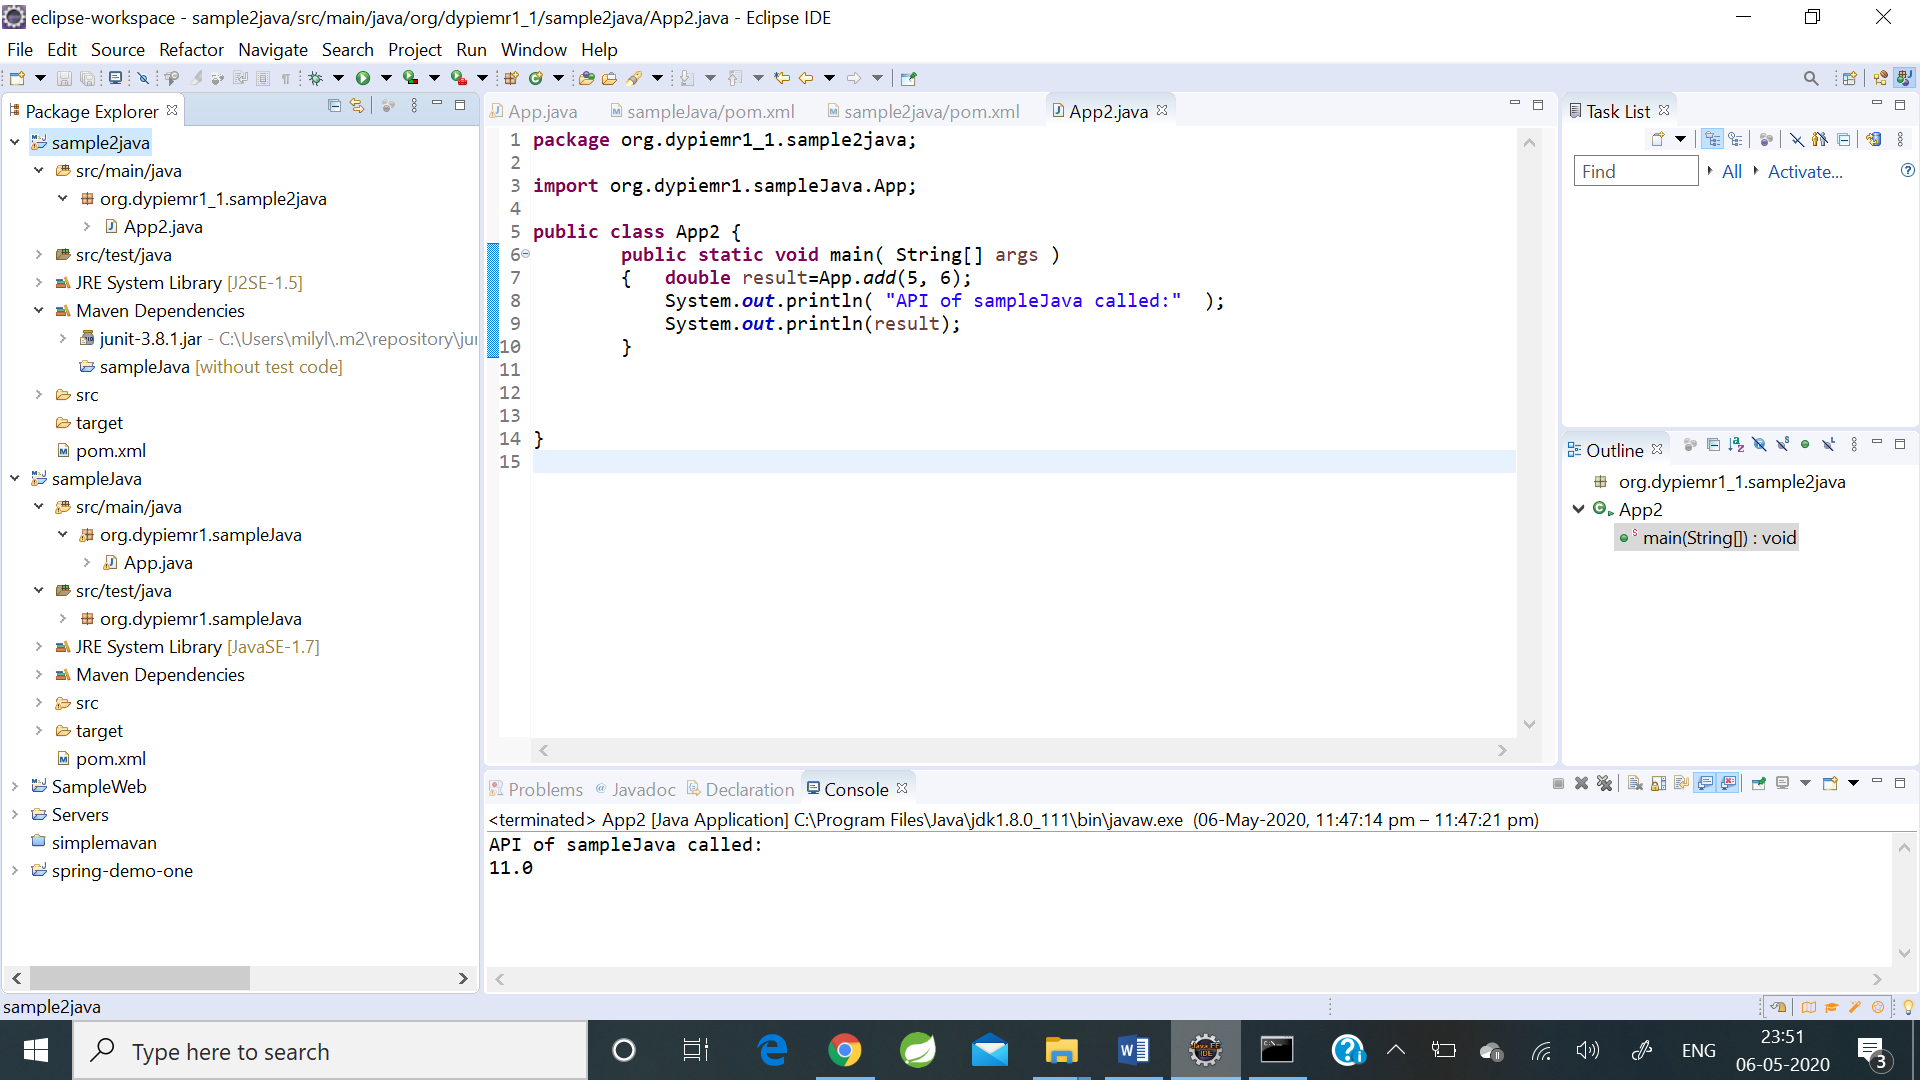 eclipse-workspace - sample2java/src/main/java/org/dypiemr1_1/sample2java/App2.java - Eclipse IDE
File Edit Source Refactor Navigate Search Project Run Window Help
Package Explorer
sample2java
src/main/java
org.dypiemr1_1.sample2java
App2.java
src/test/java
JRE System Library [J2SE-1.5]
Maven Dependencies
junit-3.8.1.jar - C:\Users\milyl\.m2\repository\ju
sampleJava [without test code]
src
target
pom.xml
sampleJava
src/main/java
org.dypiemr1.sampleJava
App.java
src/test/java
org.dypiemr1.sampleJava
JRE System Library [JavaSE-1.7]
Maven Dependencies
src
target
pom.xml
SampleWeb
Servers
simplemavan
spring-demo-one
App.java sampleJava/pom.xml sample2java/pom.xml App2.java
1 package org.dypiemr1_1.sample2java;
2
3 import org.dypiemr1.sampleJava.App;
4
5 public class App2 {
6 public static void main( String[] args )
7 { double result=App.add(5, 6);
8 System.out.println( "API of sampleJava called:" );
9 System.out.println(result);
10 }
11
12
13
14 }
15
Task List
Find All Activate...
Outline
org.dypiemr1_1.sample2java
App2
main(String[]) : void
Problems Javadoc Declaration Console
<terminated> App2 [Java Application] C:\Program Files\Java\jdk1.8.0_111\bin\javaw.exe (06-May-2020, 11:47:14 pm – 11:47:21 pm)
API of sampleJava called:
11.0
sample2java
Type here to search
ENG
23:51
06-05-2020
3